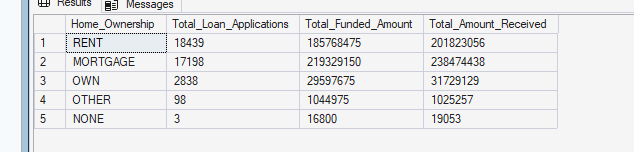 Results Messages
Home_Ownership Total_Loan_Applications Total_Funded_Amount Total_Amount_Received
1 RENT 18439 185768475 201823056
2 MORTGAGE 17198 219329150 238474438
3 OWN 2838 29597675 31729129
4 OTHER 98 1044975 1025257
5 NONE 3 16800 19053